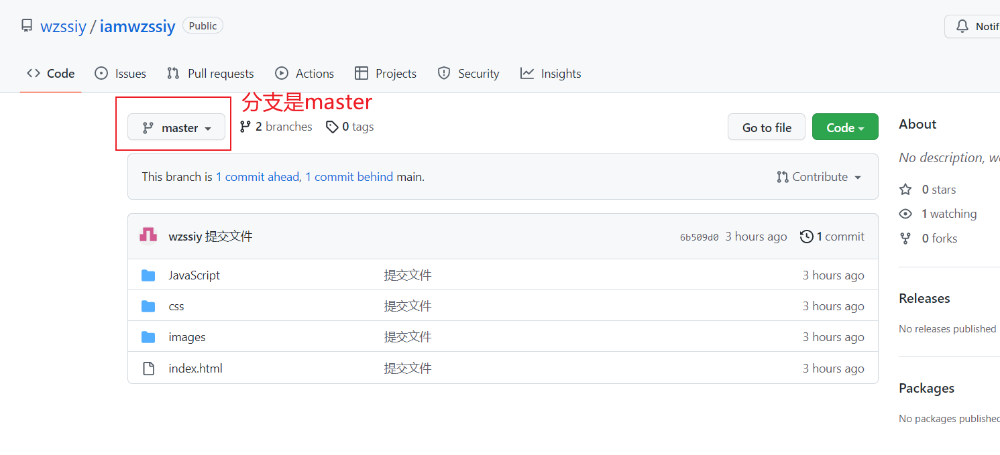 wzssiy / iamwzssiy Public
Notif
Code Issues Pull requests Actions Projects Security Insights
分支是master
master 2 branches 0 tags Go to file Code
This branch is 1 commit ahead, 1 commit behind main. Contribute
wzssiy 提交文件 6b509d0 3 hours ago 1 commit
JavaScript 提交文件 3 hours ago
css 提交文件 3 hours ago
images 提交文件 3 hours ago
index.html 提交文件 3 hours ago
About
No description, we
0 stars
1 watching
0 forks
Releases
No releases published
Packages
No packages published